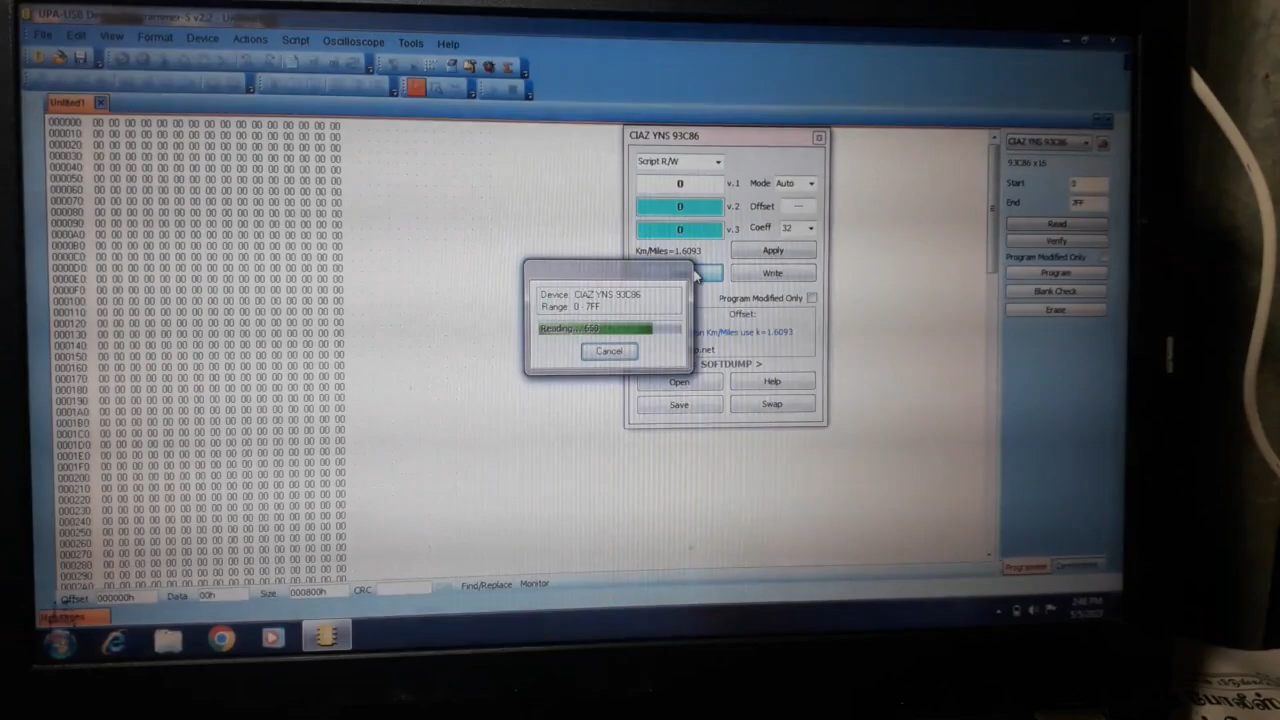 UPA-USB
v2.2
File Edit View Format Device Actions Script Oscilloscope Tools Help
Untitled1
000000 00 00 00 00 00 00 00 00 00 00 00 00 00 00 00 00
000010 00 00 00 00 00 00 00 00 00 00 00 00 00 00 00 00
000020 00 00 00 00 00 00 00 00 00 00 00 00 00 00 00 00
000030 00 00 00 00 00 00 00 00 00 00 00 00 00 00 00 00
000040 00 00 00 00 00 00 00 00 00 00 00 00 00 00 00 00
000050 00 00 00 00 00 00 00 00 00 00 00 00 00 00 00 00
000060 00 00 00 00 00 00 00 00 00 00 00 00 00 00 00 00
000070 00 00 00 00 00 00 00 00 00 00 00 00 00 00 00 00
000080 00 00 00 00 00 00 00 00 00 00 00 00 00 00 00 00
000090 00 00 00 00 00 00 00 00 00 00 00 00 00 00 00 00
0000A0 00 00 00 00 00 00 00 00 00 00 00 00 00 00 00 00
0000B0 00 00 00 00 00 00 00 00 00 00 00 00 00 00 00 00
0000C0 00 00 00 00 00 00 00 00 00 00 00 00 00 00 00 00
0000D0 00 00 00 00 00 00 00 00 00 00 00 00 00 00 00 00
0000E0 00 00 00 00 00 00 00 00 00 00 00 00 00 00 00 00
0000F0 00 00 00 00 00 00 00 00 00 00 00 00 00 00 00 00
000100 00 00 00 00 00 00 00 00 00 00 00 00 00 00 00 00
000110 00 00 00 00 00 00 00 00 00 00 00 00 00 00 00 00
000120 00 00 00 00 00 00 00 00 00 00 00 00 00 00 00 00
000130 00 00 00 00 00 00 00 00 00 00 00 00 00 00 00 00
000140 00 00 00 00 00 00 00 00 00 00 00 00 00 00 00 00
000150 00 00 00 00 00 00 00 00 00 00 00 00 00 00 00 00
000160 00 00 00 00 00 00 00 00 00 00 00 00 00 00 00 00
000170 00 00 00 00 00 00 00 00 00 00 00 00 00 00 00 00
000180 00 00 00 00 00 00 00 00 00 00 00 00 00 00 00 00
000190 00 00 00 00 00 00 00 00 00 00 00 00 00 00 00 00
0001A0 00 00 00 00 00 00 00 00 00 00 00 00 00 00 00 00
0001B0 00 00 00 00 00 00 00 00 00 00 00 00 00 00 00 00
0001C0 00 00 00 00 00 00 00 00 00 00 00 00 00 00 00 00
0001D0 00 00 00 00 00 00 00 00 00 00 00 00 00 00 00 00
0001E0 00 00 00 00 00 00 00 00 00 00 00 00 00 00 00 00
0001F0 00 00 00 00 00 00 00 00 00 00 00 00 00 00 00 00
000200 00 00 00 00 00 00 00 00 00 00 00 00 00 00 00 00
000210 00 00 00 00 00 00 00 00 00 00 00 00 00 00 00 00
000220 00 00 00 00 00 00 00 00 00 00 00 00 00 00 00 00
000230 00 00 00 00 00 00 00 00 00 00 00 00 00 00 00 00
000240 00 00 00 00 00 00 00 00 00 00 00 00 00 00 00 00
000250 00 00 00 00 00 00 00 00 00 00 00 00 00 00 00 00
000260 00 00 00 00 00 00 00 00 00 00 00 00 00 00 00 00
000270 00 00 00 00 00 00 00 00 00 00 00 00 00 00 00 00
000280 00 00 00 00 00 00 00 00 00 00 00 00 00 00 00 00
000290 00 00 00 00 00 00 00 00 00 00 00 00 00 00 00 00
CIAZ YNS 93C86
Script R/W
0 v.1 Mode Auto
0 v.2 Offset ---
0 v.3 Coeff 32
Km/Miles=1.6093 Apply
Write
Program Modified Only
Offset:
Km/Miles use k=1.6093
.net
SOFTDUMP >
Open Help
Save Swap
Device: CIAZ YNS 93C86
Range: 0 - 7FF
Reading...
Cancel
CIAZ YNS 93C86
93C86 x16
Start 0
End 7FF
Read
Verify
Program Modified Only
Program
Blank Check
Erase
Programmer
Offset 000000h Data 00h Size 000800h CRC Find/Replace Monitor
2:48 PM